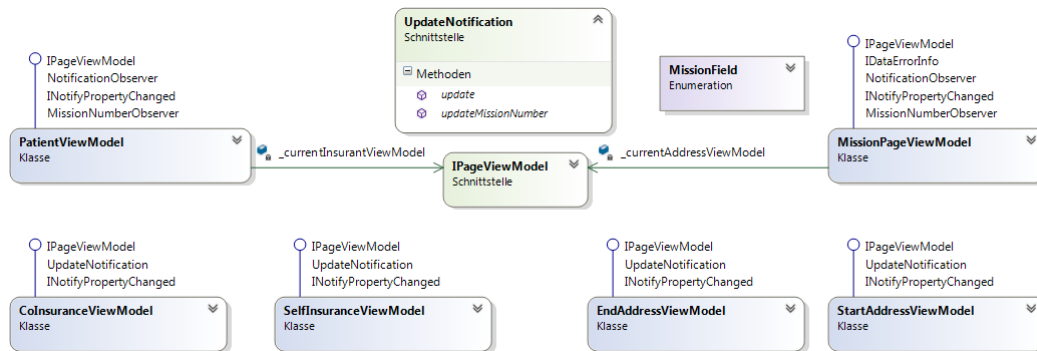 UpdateNotification
Schnittstelle
Methoden
update
updateMissionNumber
MissionField
Enumeration
IPageViewModel
NotificationObserver
INotifyPropertyChanged
MissionNumberObserver
PatientViewModel
Klasse
_currentInsurantViewModel
IPageViewModel
Schnittstelle
_currentAddressViewModel
IPageViewModel
IDataErrorInfo
NotificationObserver
INotifyPropertyChanged
MissionNumberObserver
MissionPageViewModel
Klasse
IPageViewModel
UpdateNotification
INotifyPropertyChanged
CoInsuranceViewModel
Klasse
IPageViewModel
UpdateNotification
INotifyPropertyChanged
SelfInsuranceViewModel
Klasse
IPageViewModel
UpdateNotification
INotifyPropertyChanged
EndAddressViewModel
Klasse
IPageViewModel
UpdateNotification
INotifyPropertyChanged
StartAddressViewModel
Klasse